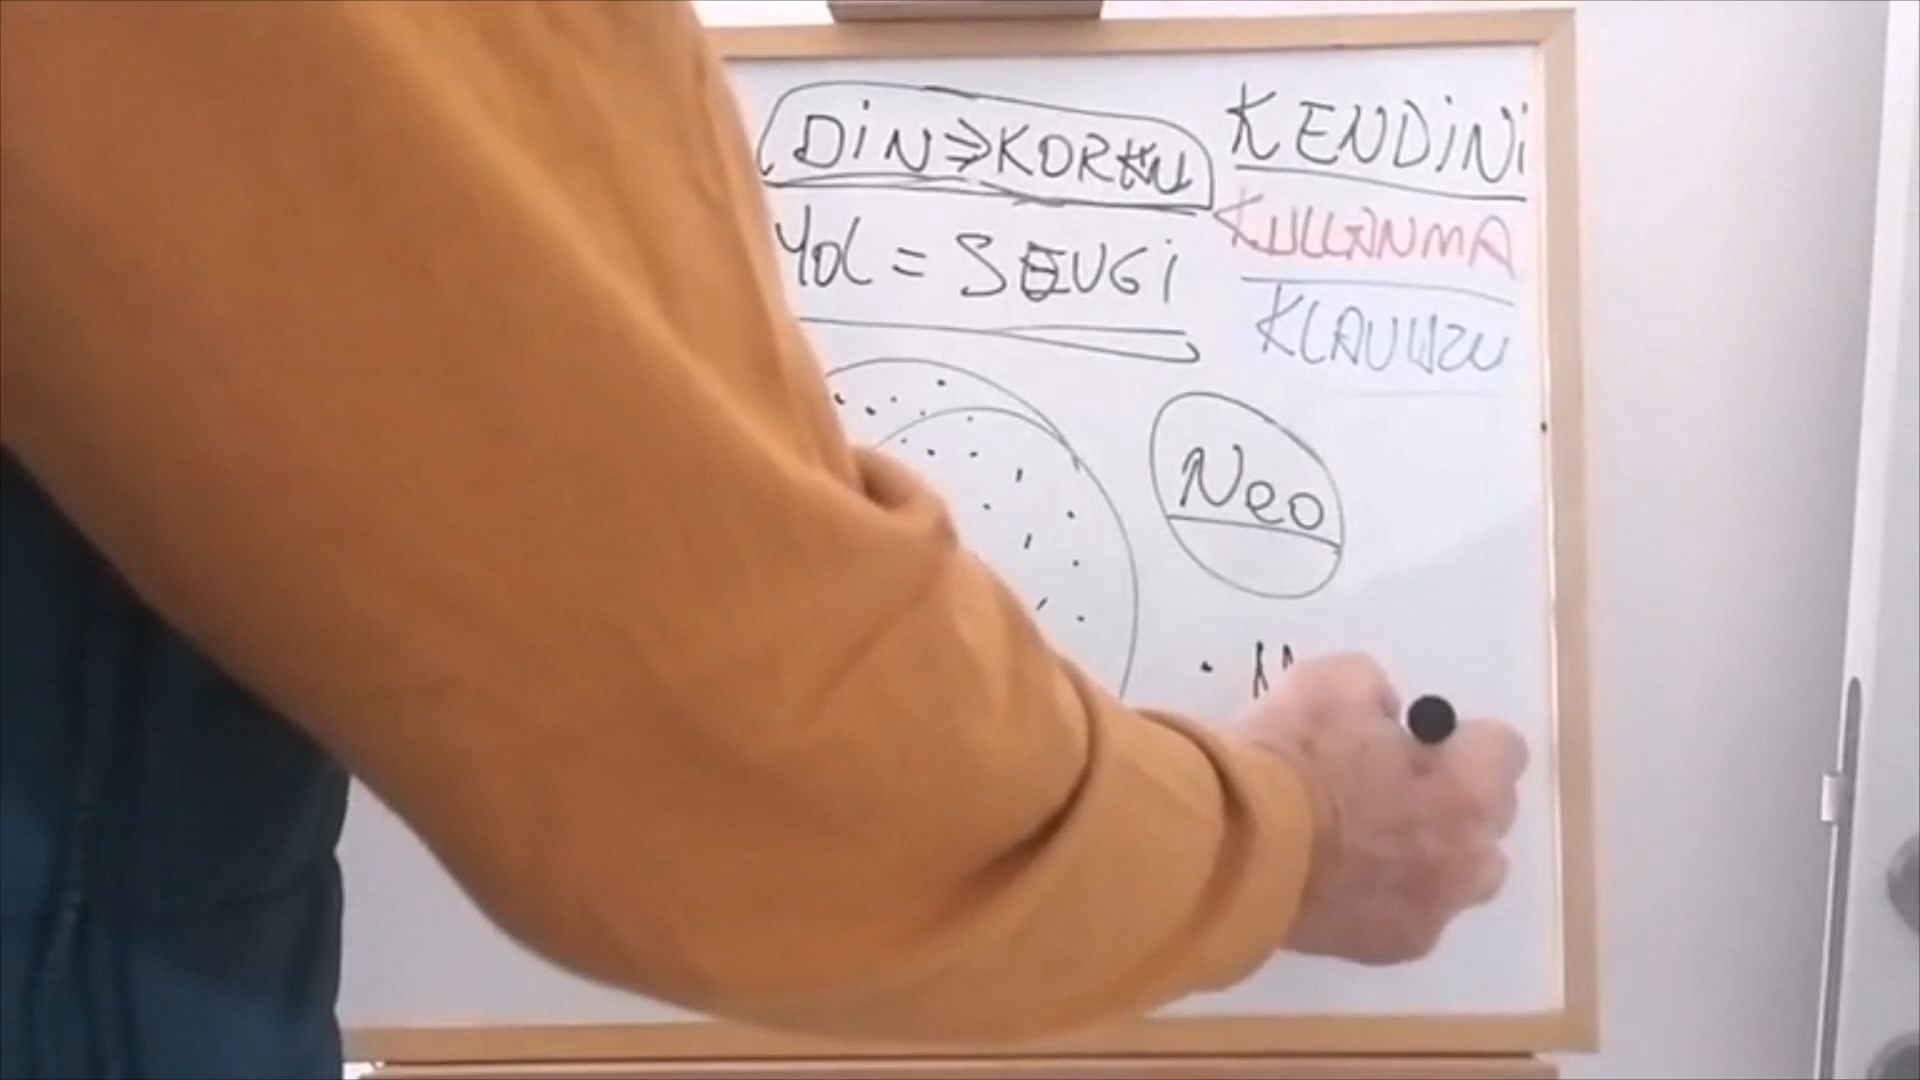 DİN⇒KORKU
YOL = SEVGİ
KENDİNİ
KULLANMA
KLAVUZU
Neo